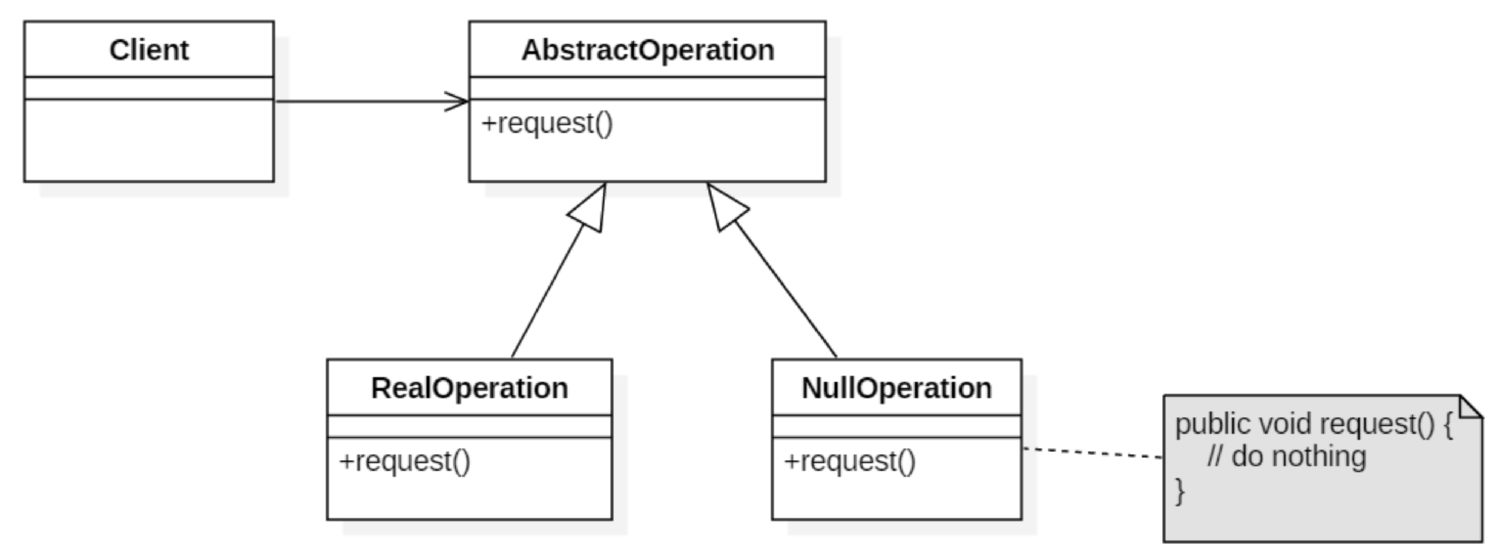 Client
AbstractOperation
+request()
RealOperation
+request()
NullOperation
+request()
public void request() {
    // do nothing
}